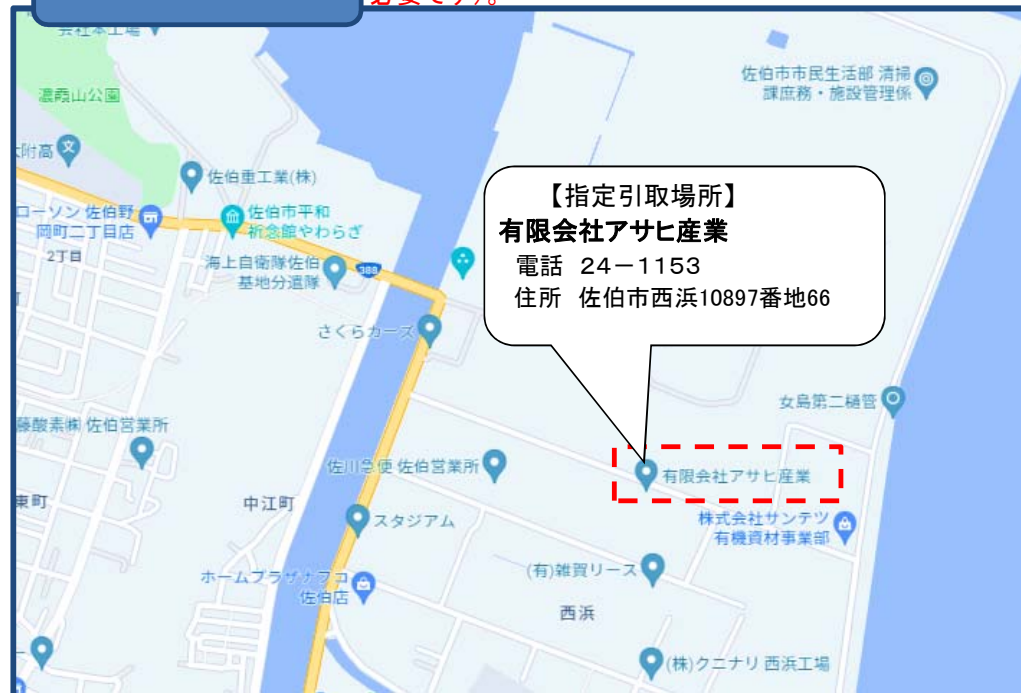 必要です)。
会社本工場
佐伯市市民生活部 清掃
課庶務・施設管理係
濃霞山公園
大附高
佐伯重工業(株)
【指定引取場所】
有限会社アサヒ産業
電話 24-1153
住所 佐伯市西浜10897番地66
ローソン 佐伯野
岡町二丁目店
佐伯市平和
祈念館やわらぎ
2丁目
海上自衛隊佐伯
基地分遣隊
388
さくらカーズ
女島第二樋管
藤酸素㈱ 佐伯営業所
佐川急便 佐伯営業所
有限会社アサヒ産業
東町
中江町
スタジアム
株式会社サンテツ
有機資材事業部
ホームプラザナフコ
佐伯店
(有)雑賀リース
西浜
(株)クニナリ 西浜工場